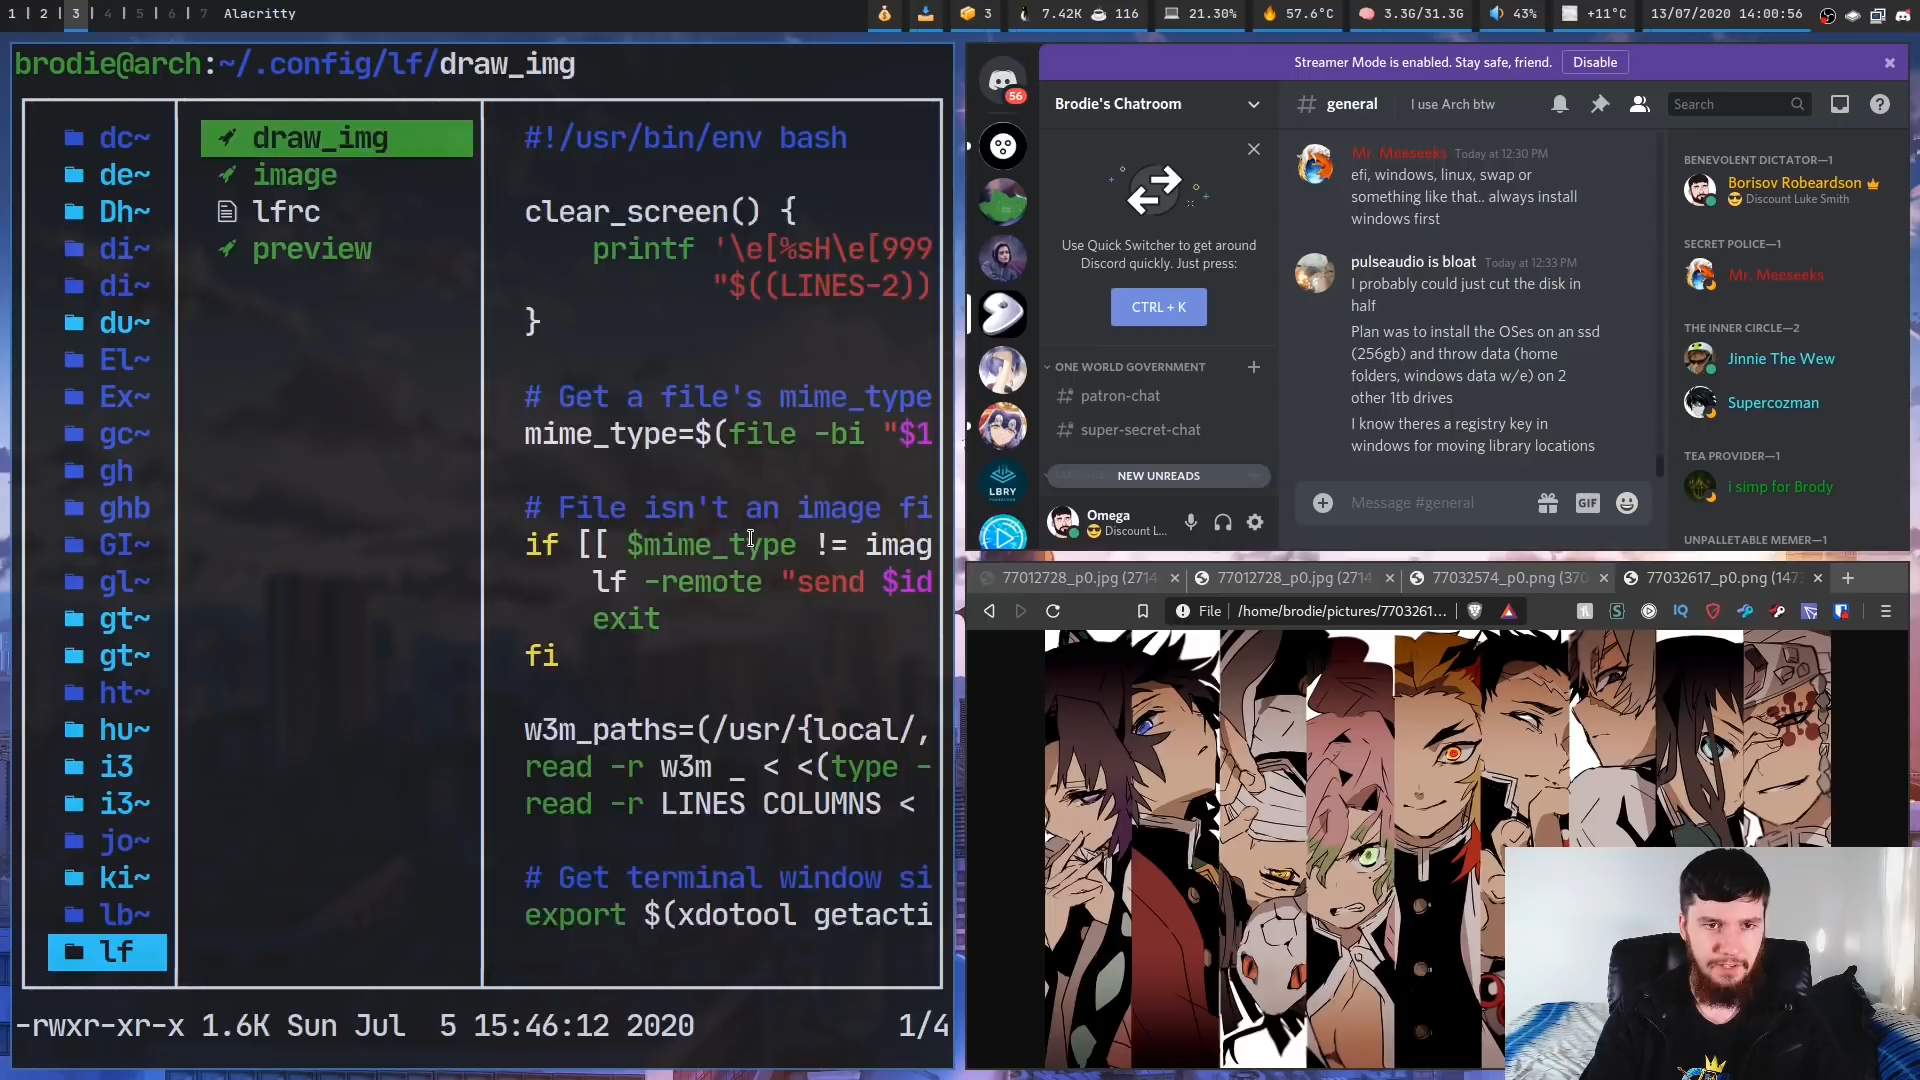 1 | 2 | 3 | 4 | 5 | 6 | 7 Alacritty
3 7.42K 116 21.30% 57.6°C 3.3G/31.3G 43% +11°C 13/07/2020 14:00:56
brodie@arch:~/.config/lf/draw_img
dc~
de~
Dh~
di~
di~
du~
El~
Ex~
gc~
gh
ghb
GI~
gl~
gt~
gt~
ht~
hu~
i3
i3~
jo~
ki~
lb~
lf
draw_img
image
lfrc
preview
#!/usr/bin/env bash
clear_screen() {
printf '\e[%sH\e[999
"$((LINES-2))
}
# Get a file's mime_type
mime_type=$(file -bi "$1
# File isn't an image fi
if [[ $mime_type != imag
lf -remote "send $id
exit
fi
w3m_paths=(/usr/{local/,
read -r w3m _ < <(type -
read -r LINES COLUMNS <
# Get terminal window si
export $(xdotool getacti
-rwxr-xr-x 1.6K Sun Jul  5 15:46:12 2020 1/4
Streamer Mode is enabled. Stay safe, friend. Disable
56
LBRY
Brodie's Chatroom
Use Quick Switcher to get around
Discord quickly. Just press:
CTRL + K
ONE WORLD GOVERNMENT
patron-chat
super-secret-chat
NEW UNREADS
Omega
Discount L...
# general I use Arch btw Search
Mr. Meeseeks Today at 12:30 PM
efi, windows, linux, swap or
something like that.. always install
windows first
pulseaudio is bloat Today at 12:33 PM
I probably could just cut the disk in
half
Plan was to install the OSes on an ssd
(256gb) and throw data (home
folders, windows data w/e) on 2
other 1tb drives
I know theres a registry key in
windows for moving library locations
Message #general GIF
BENEVOLENT DICTATOR—1
Borisov Robeardson
Discount Luke Smith
SECRET POLICE—1
Mr. Meeseeks
THE INNER CIRCLE—2
Jinnie The Wew
Supercozman
TEA PROVIDER—1
i simp for Brody
UNPALLETABLE MEMER—1
77012728_p0.jpg (2714 77012728_p0.jpg (2714 77032574_p0.png (370 77032617_p0.png (147
File | /home/brodie/pictures/7703261...